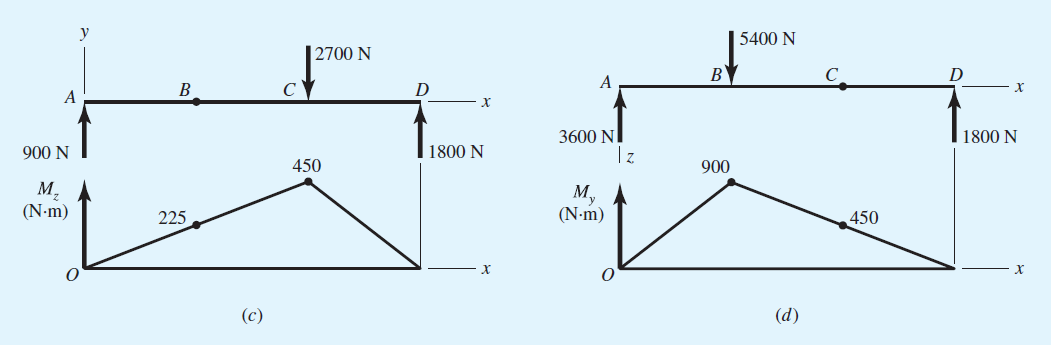 y
2700 N
A
B
C
D
x
900 N
1800 N
M_z
(N·m)
450
225
O
x
(c)
5400 N
A
B
C
D
x
3600 N
z
1800 N
M_y
(N·m)
900
450
O
x
(d)